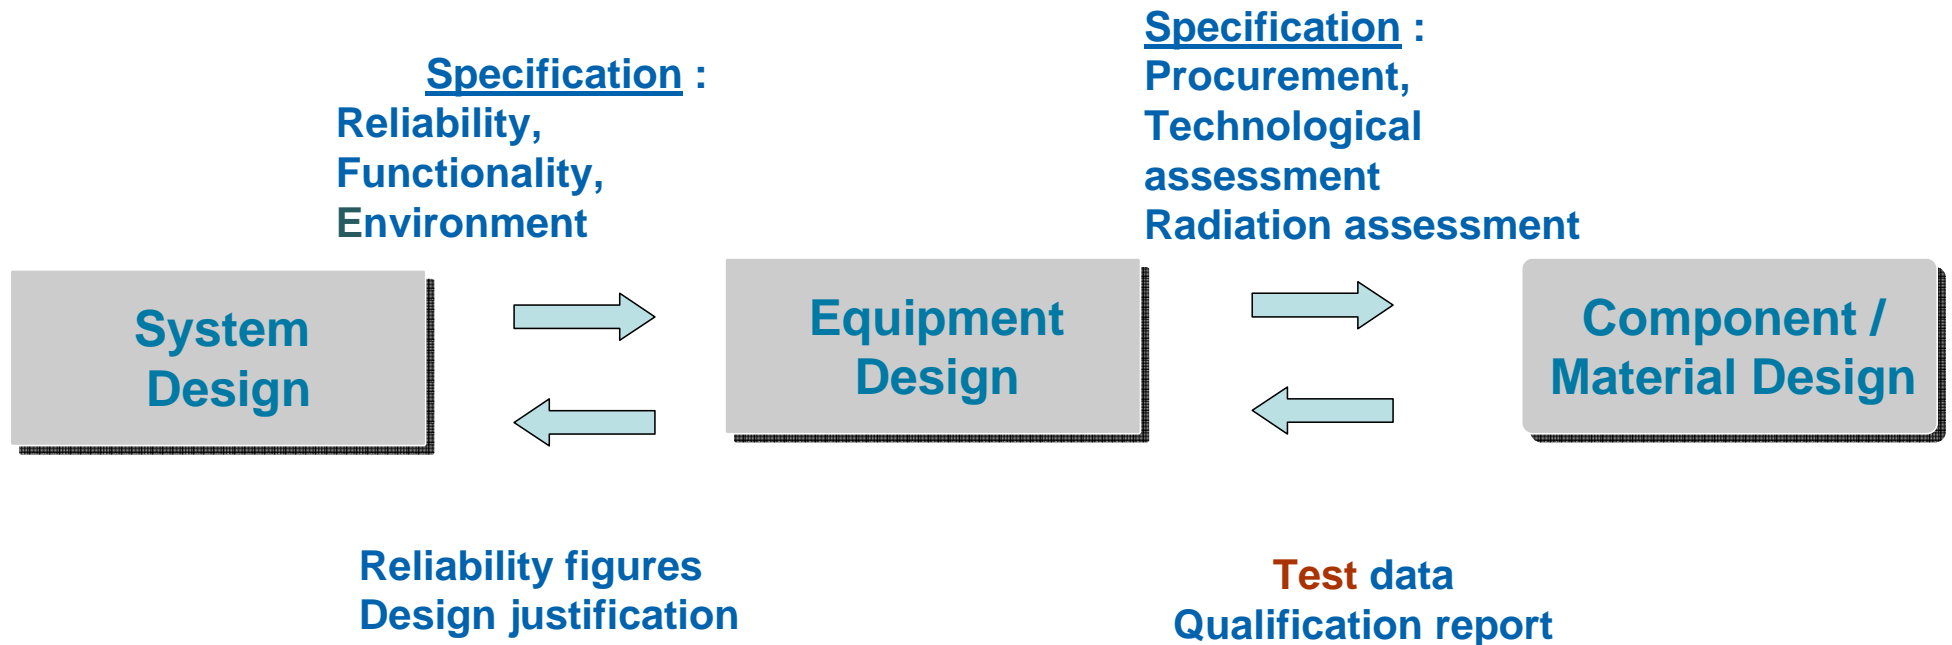 Specification :
Reliability,
Functionality,
Environment
Specification :
Procurement,
Technological
assessment
Radiation assessment
System
Design
Equipment
Design
Component /
Material Design
Reliability figures
Design justification
Test data
Qualification report